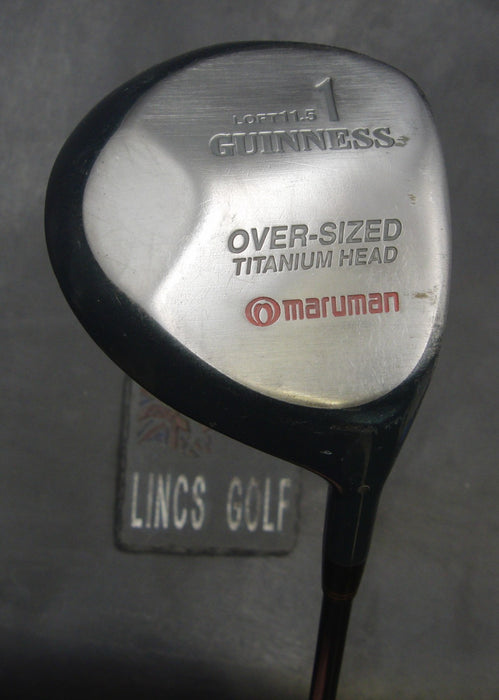 1
LOFT11.5
GUINNESS
OVER-SIZED
TITANIUM HEAD
maruman
LINCS GOLF